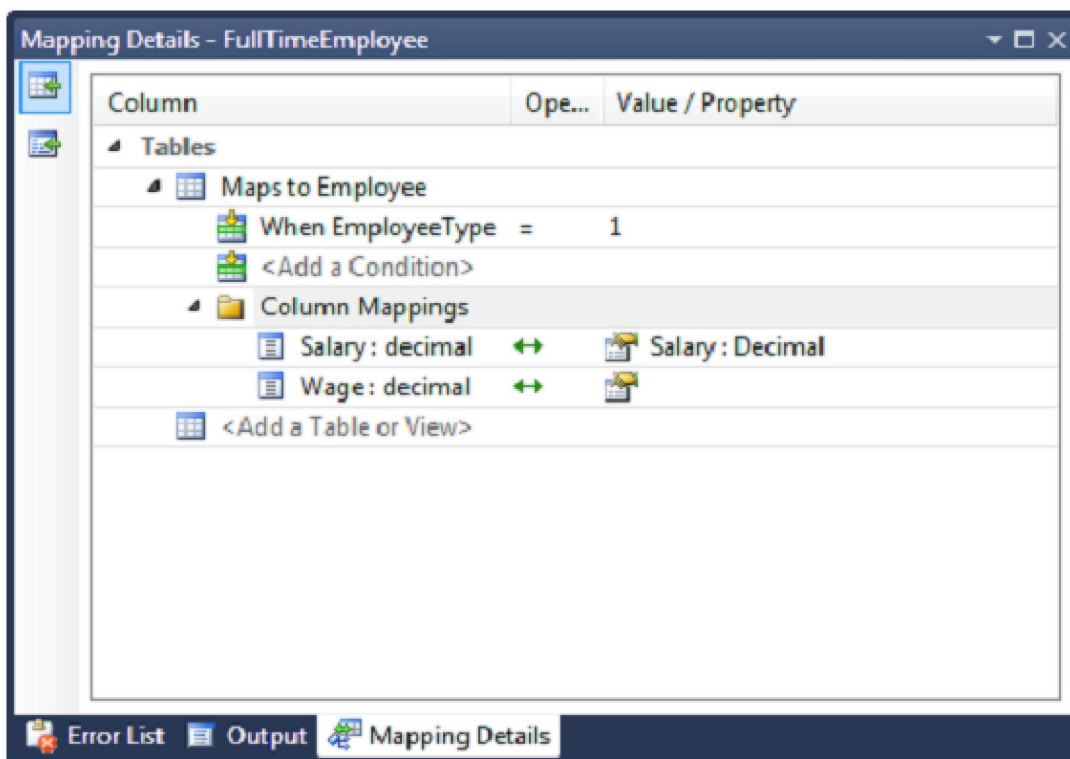 Mapping Details - FullTimeEmployee
Column Ope... Value / Property
Tables
Maps to Employee
When EmployeeType = 1
<Add a Condition>
Column Mappings
Salary : decimal Salary : Decimal
Wage : decimal
<Add a Table or View>
Error List Output Mapping Details